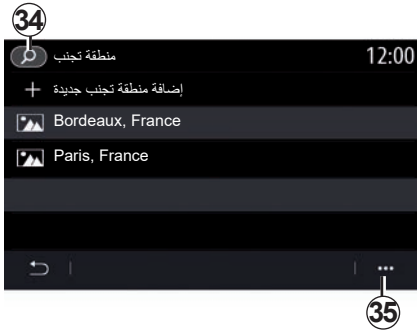 34
منطقة تجنب 12:00
إضافة منطقة تجنب جديدة
Bordeaux, France
Paris, France
35